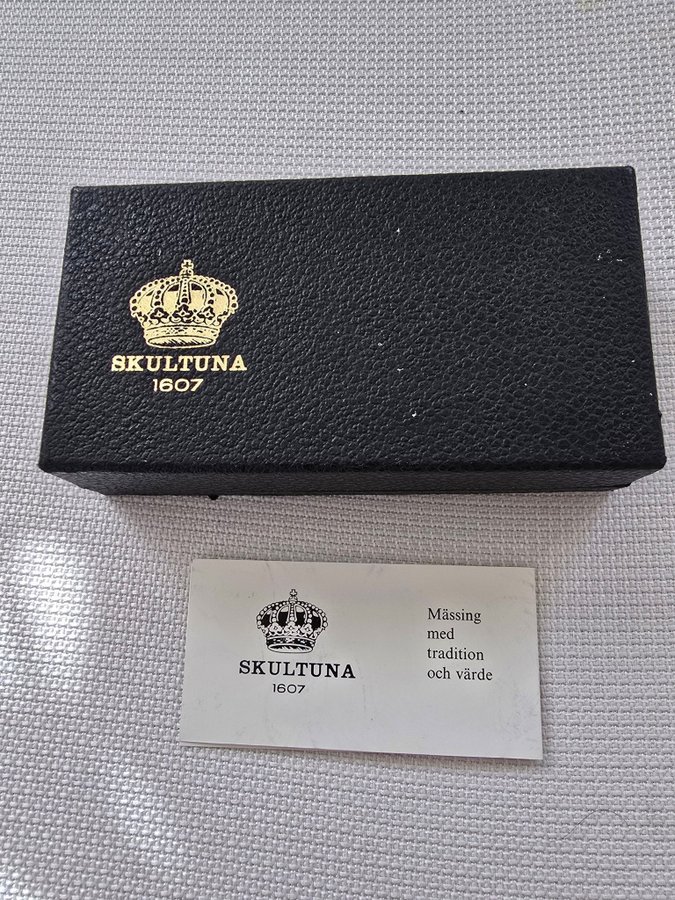 SKULTUNA
1607
SKULTUNA
1607
Mässing
med
tradition
och värde